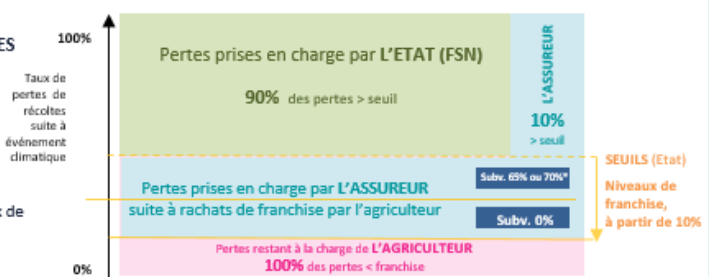 ES
100%
Taux de
pertes de
récoltes
suite à
événement
climatique
x de
0%
Pertes prises en charge par L'ETAT (FSN)
90% des pertes > seuil
L'ASSUREUR
10%
> seuil
Pertes prises en charge par L'ASSUREUR
suite à rachats de franchise par l'agriculteur
Subv. 65% ou 70%*
Subv. 0%
Pertes restant à la charge de L'AGRICULTEUR
100% des pertes < franchise
SEUILS (Etat)
Niveaux de
franchise,
à partir de 10%